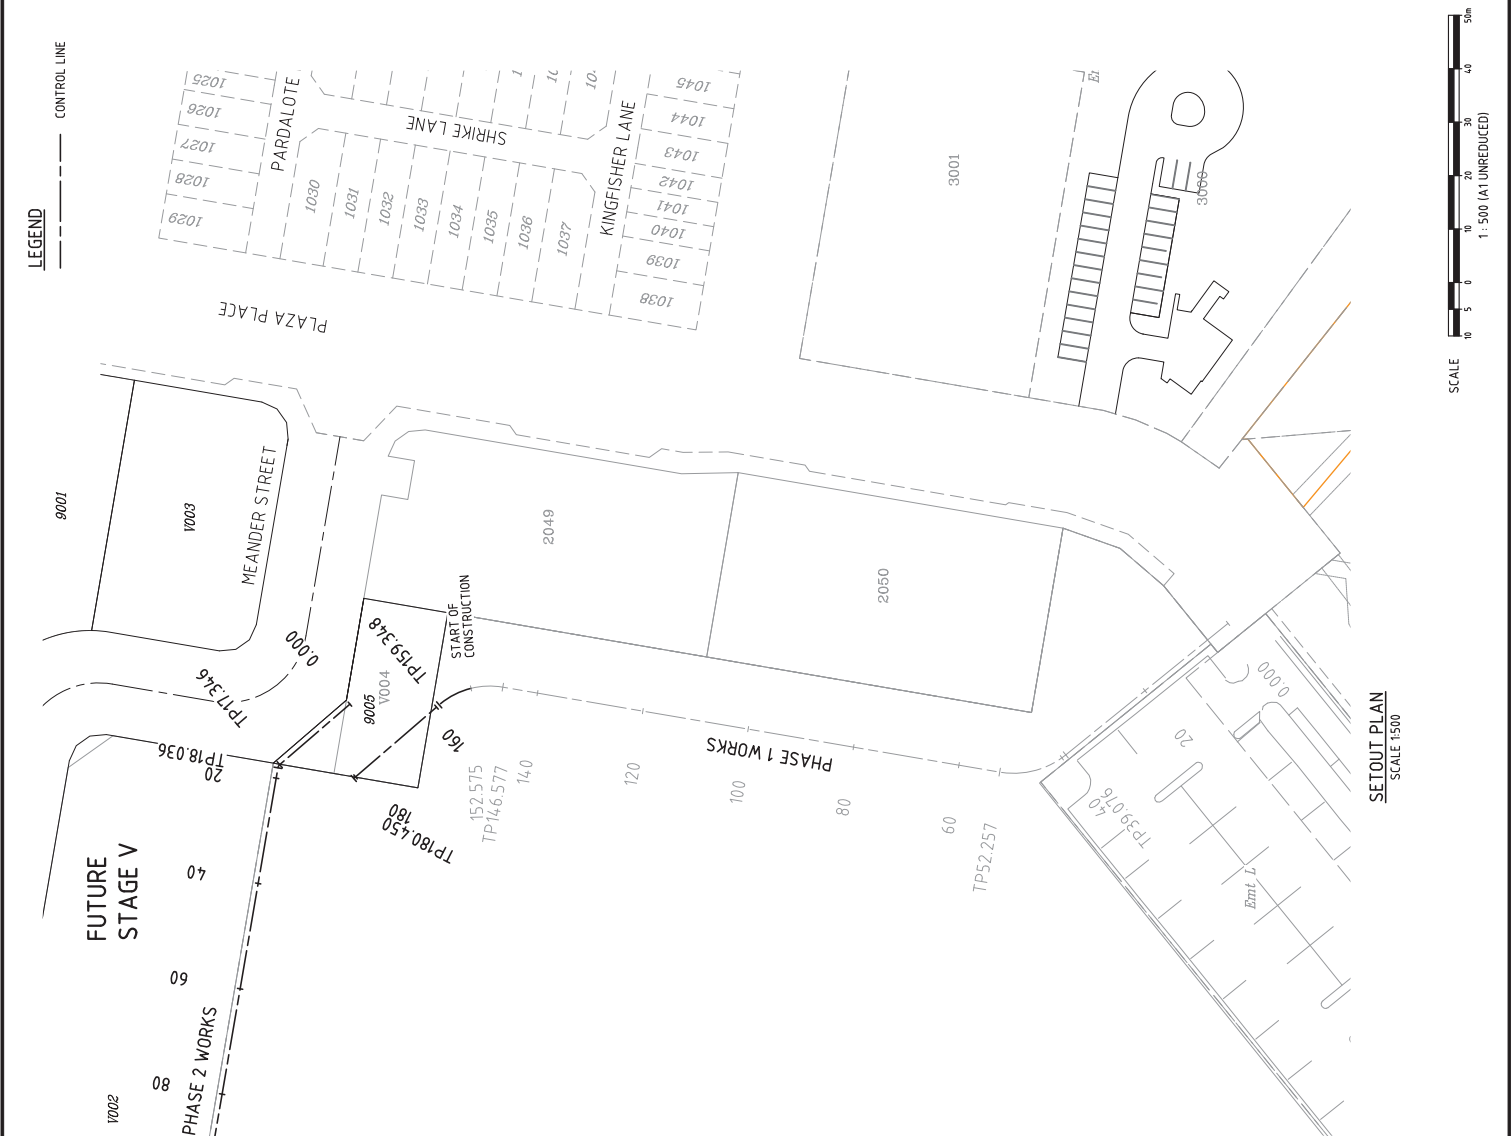 LEGEND
CONTROL LINE
1025
1026
1027
1028
1029
PARDALOTE
SHRIKE LANE
1030
1031
1032
1033
1034
1035
1036
1037
KINGFISHER LANE
1045
1044
1043
1042
1041
1040
1039
1038
PLAZA PLACE
3001
3000
9001
V003
MEANDER STREET
2049
2050
0.000
TP17.346
TP18.036
20
START OF
CONSTRUCTION
TP159.348
V004
9005
160
180
TP180.450
152.575
TP146.577
140
120
100
80
60
TP52.257
PHASE 1 WORKS
FUTURE
STAGE V
40
60
80
V002
PHASE 2 WORKS
0.000
20
40
TP39.076
Emt L
SETOUT PLAN
SCALE 1:500
SCALE
10
5
0
10
20
30
40
50m
1 : 500 (A1 UNREDUCED)